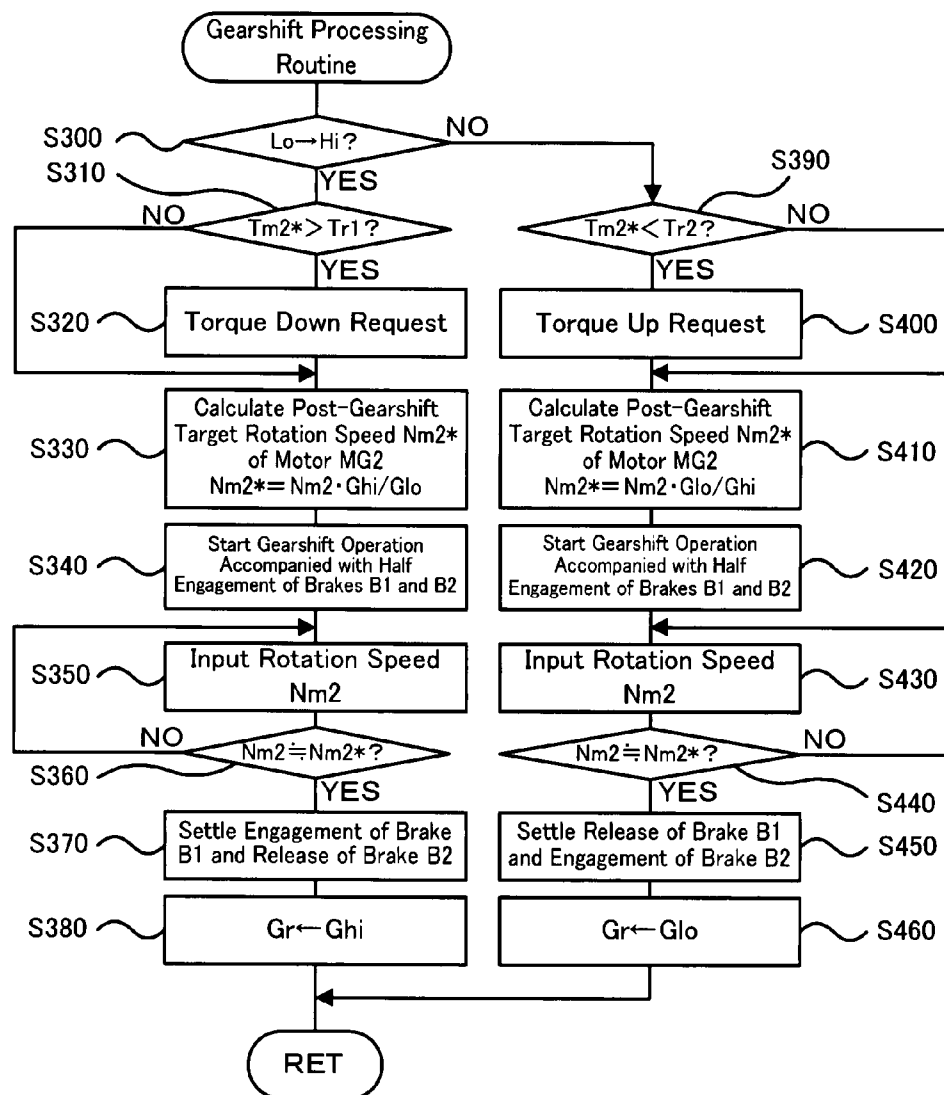 Gearshift Processing
Routine
S300
Lo→Hi?
NO
YES
S310
NO
Tm2*>Tr1?
YES
S320
Torque Down Request
S330
Calculate Post-Gearshift
Target Rotation Speed Nm2*
of Motor MG2
Nm2*=Nm2·Ghi/Glo
S340
Start Gearshift Operation
Accompanied with Half
Engagement of Brakes B1 and B2
S350
Input Rotation Speed
Nm2
NO
Nm2≒Nm2*?
S360
YES
S370
Settle Engagement of Brake
B1 and Release of Brake B2
S380
Gr←Ghi
S390
Tm2*<Tr2?
NO
YES
Torque Up Request
S400
Calculate Post-Gearshift
Target Rotation Speed Nm2*
of Motor MG2
Nm2*=Nm2·Glo/Ghi
S410
Start Gearshift Operation
Accompanied with Half
Engagement of Brakes B1 and B2
S420
Input Rotation Speed
Nm2
S430
Nm2≒Nm2*?
NO
S440
YES
Settle Release of Brake B1
and Engagement of Brake B2
S450
Gr←Glo
S460
RET